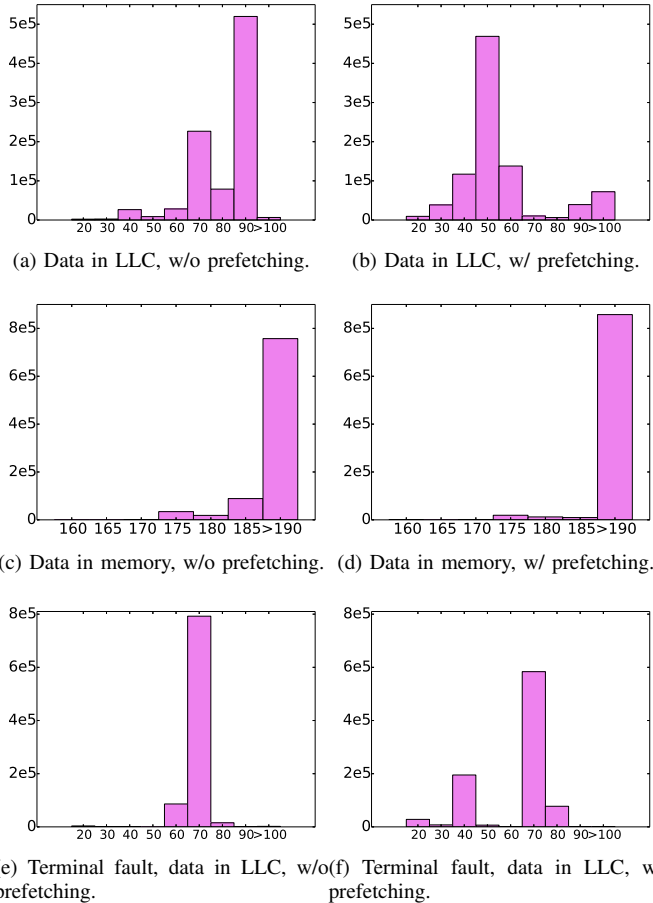 5e5 5e5
4e5 4e5
3e5 3e5
2e5 2e5
1e5 1e5
0 0
20 30 40 50 60 70 80 90>100 20 30 40 50 60 70 80 90>100
(a) Data in LLC, w/o prefetching. (b) Data in LLC, w/ prefetching.
8e5 8e5
6e5 6e5
4e5 4e5
2e5 2e5
0 0
160 165 170 175 180 185>190 160 165 170 175 180 185>190
c) Data in memory, w/o prefetching. (d) Data in memory, w/ prefetching.
8e5 8e5
6e5 6e5
4e5 4e5
2e5 2e5
0 0
20 30 40 50 60 70 80 90>100 20 30 40 50 60 70 80 90>100
e) Terminal fault, data in LLC, w/o(f) Terminal fault, data in LLC, w
prefetching. prefetching.